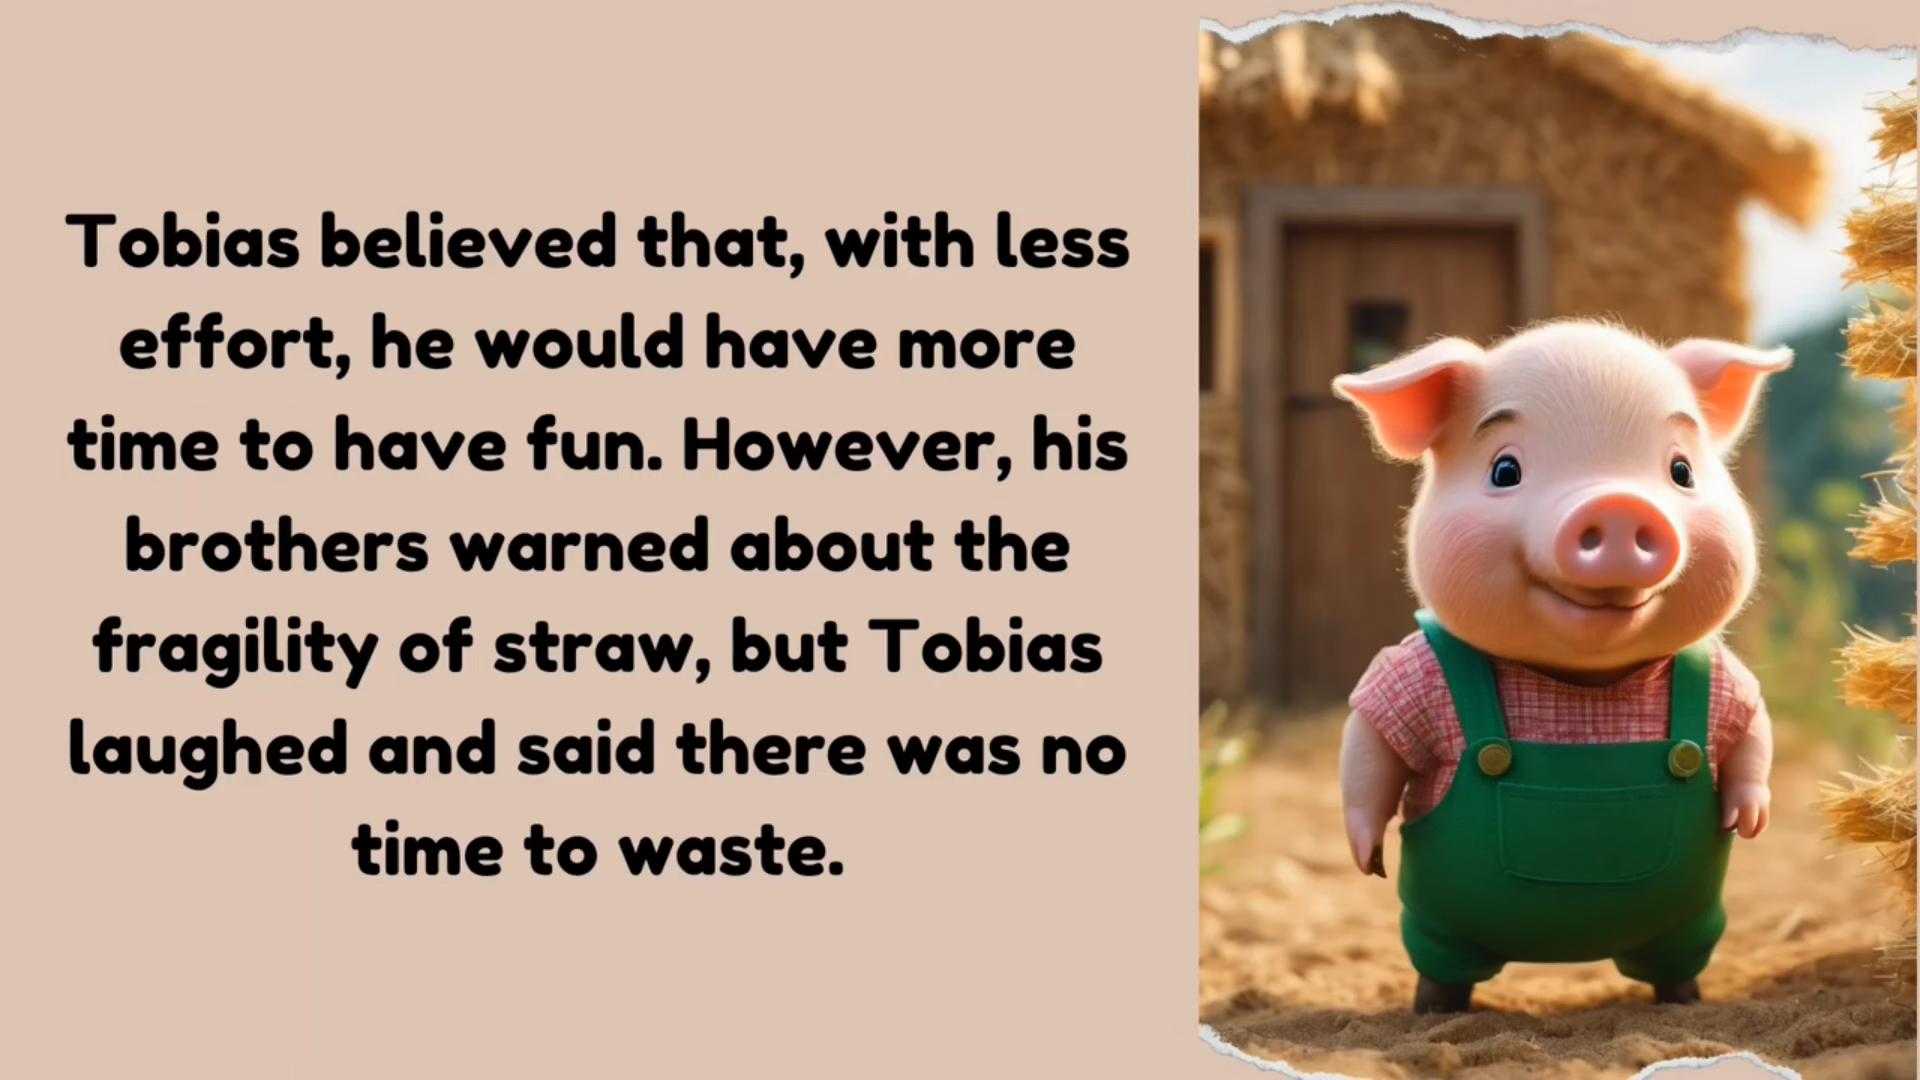 Tobias believed that, with less
effort, he would have more
time to have fun. However, his
brothers warned about the
fragility of straw, but Tobias
laughed and said there was no
time to waste.